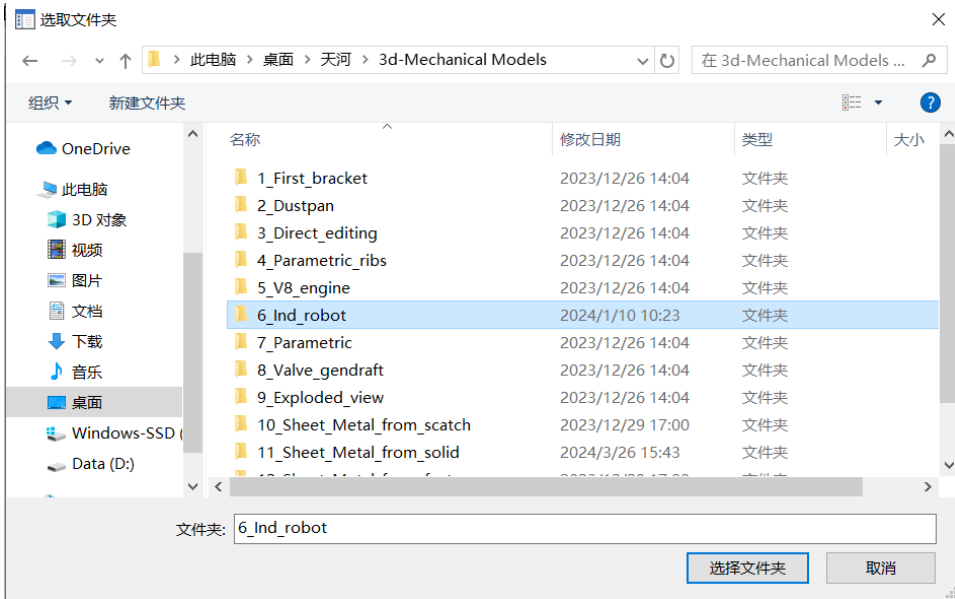 选取文件夹
此电脑 > 桌面 > 天河 > 3d-Mechanical Models
在 3d-Mechanical Models ...
组织
新建文件夹
名称 修改日期 类型 大小
OneDrive
此电脑
3D 对象
视频
图片
文档
下载
音乐
桌面
Windows-SSD (
Data (D:)
1_First_bracket 2023/12/26 14:04 文件夹
2_Dustpan 2023/12/26 14:04 文件夹
3_Direct_editing 2023/12/26 14:04 文件夹
4_Parametric_ribs 2023/12/26 14:04 文件夹
5_V8_engine 2023/12/26 14:04 文件夹
6_Ind_robot 2024/1/10 10:23 文件夹
7_Parametric 2023/12/26 14:04 文件夹
8_Valve_gendraft 2023/12/26 14:04 文件夹
9_Exploded_view 2023/12/26 14:04 文件夹
10_Sheet_Metal_from_scatch 2023/12/29 17:00 文件夹
11_Sheet_Metal_from_solid 2024/3/26 15:43 文件夹
文件夹: 6_Ind_robot
选择文件夹 取消